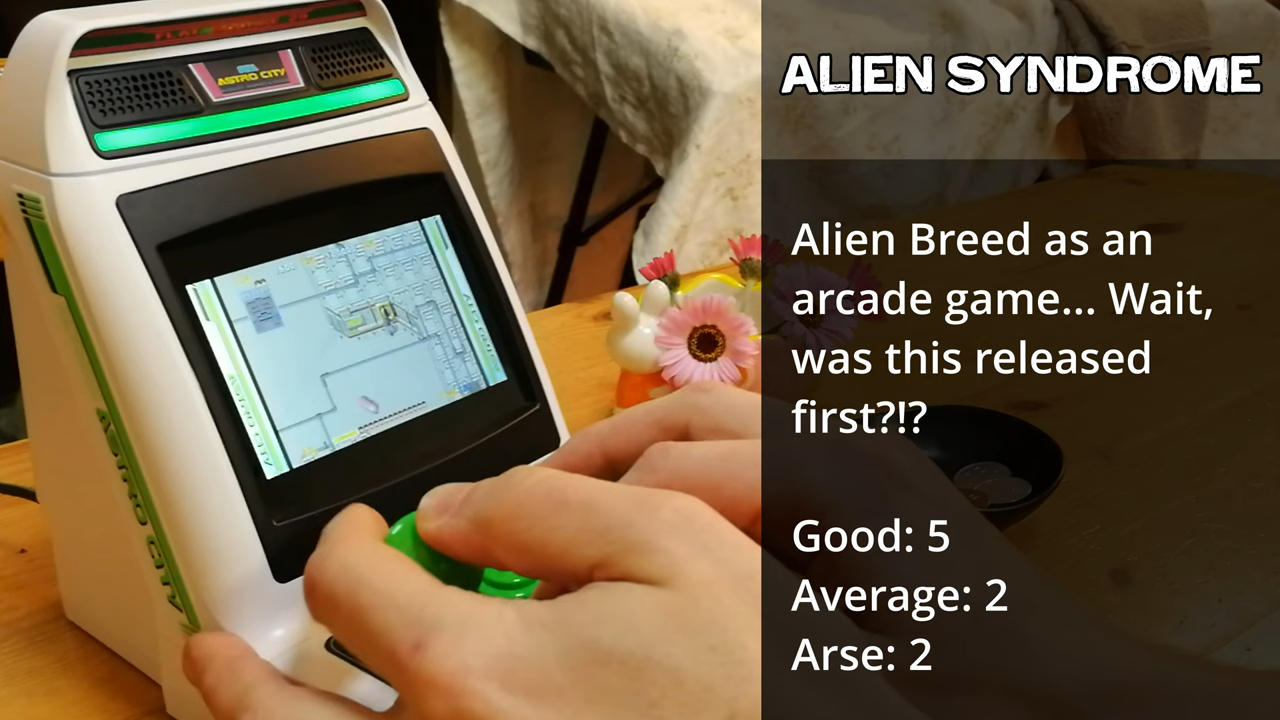 ASTRO CITY
ASTRO CITY
ALIEN SYNDROME
Alien Breed as an
arcade game... Wait,
was this released
first?!?
Good: 5
Average: 2
Arse: 2